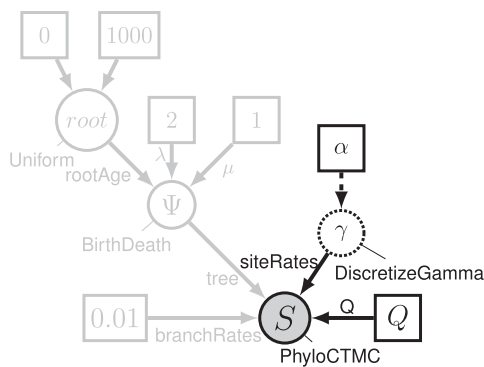 0
1000
root
Uniform
rootAge
2
1
λ
μ
α
Ψ
BirthDeath
γ
DiscretizeGamma
tree
siteRates
0.01
branchRates
S
Q
Q
PhyloCTMC